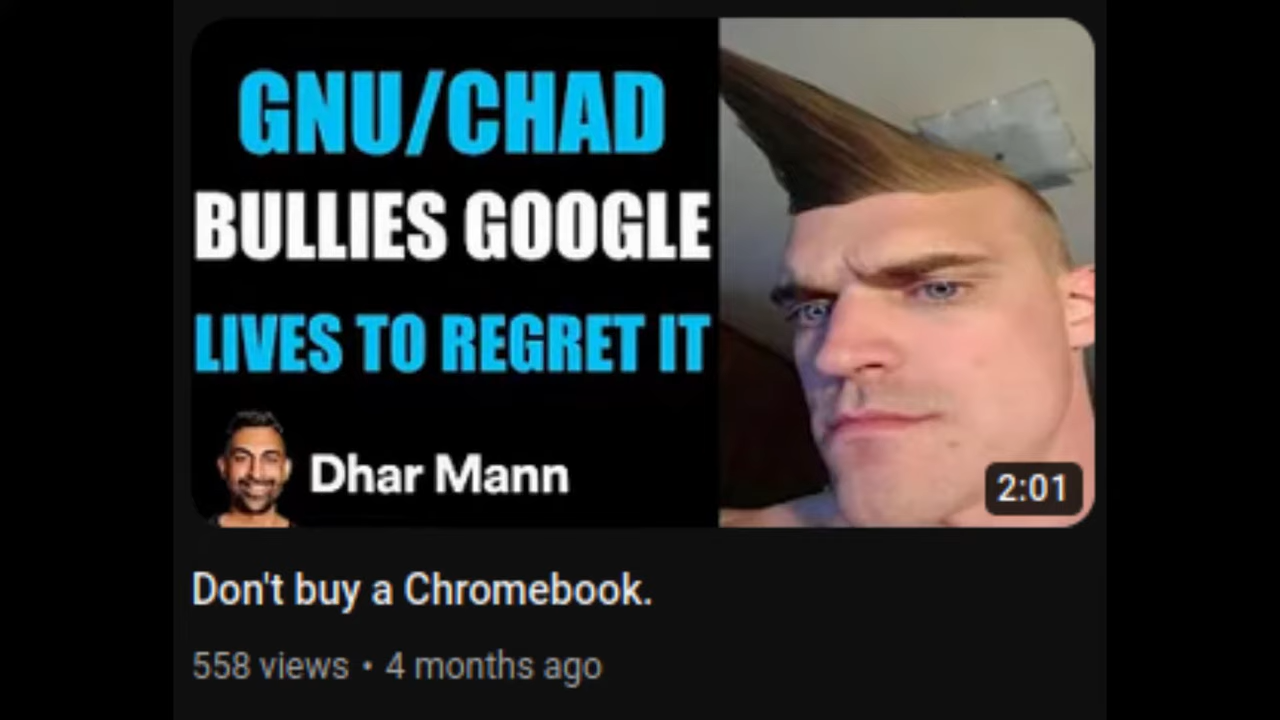 GNU/CHAD
BULLIES GOOGLE
LIVES TO REGRET IT
Dhar Mann
2:01
Don't buy a Chromebook.
558 views • 4 months ago